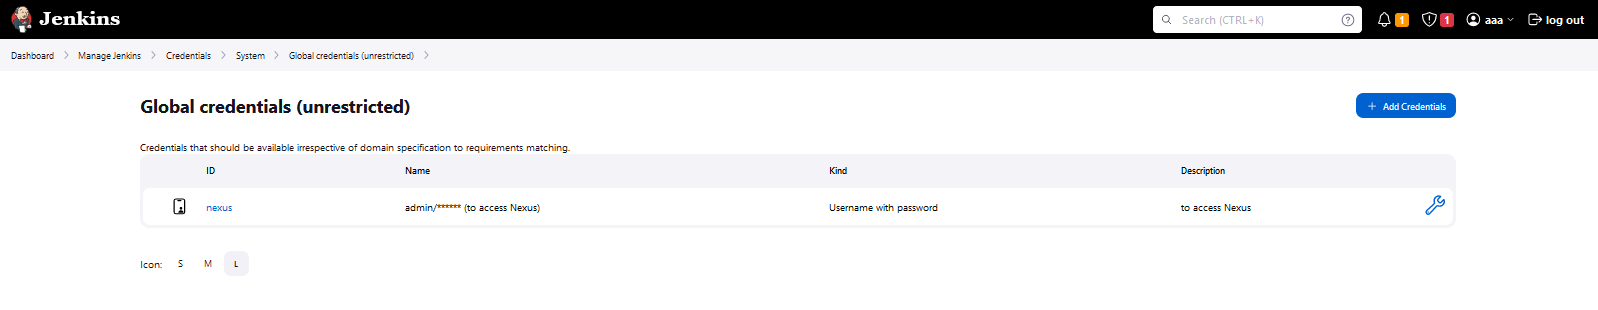 Jenkins Search (CTRL+K) 1 1 aaa log out
Dashboard Manage Jenkins Credentials System Global credentials (unrestricted)
Global credentials (unrestricted) + Add Credentials
Credentials that should be available irrespective of domain specification to requirements matching.
ID Name Kind Description
nexus admin/****** (to access Nexus) Username with password to access Nexus
Icon: S M L